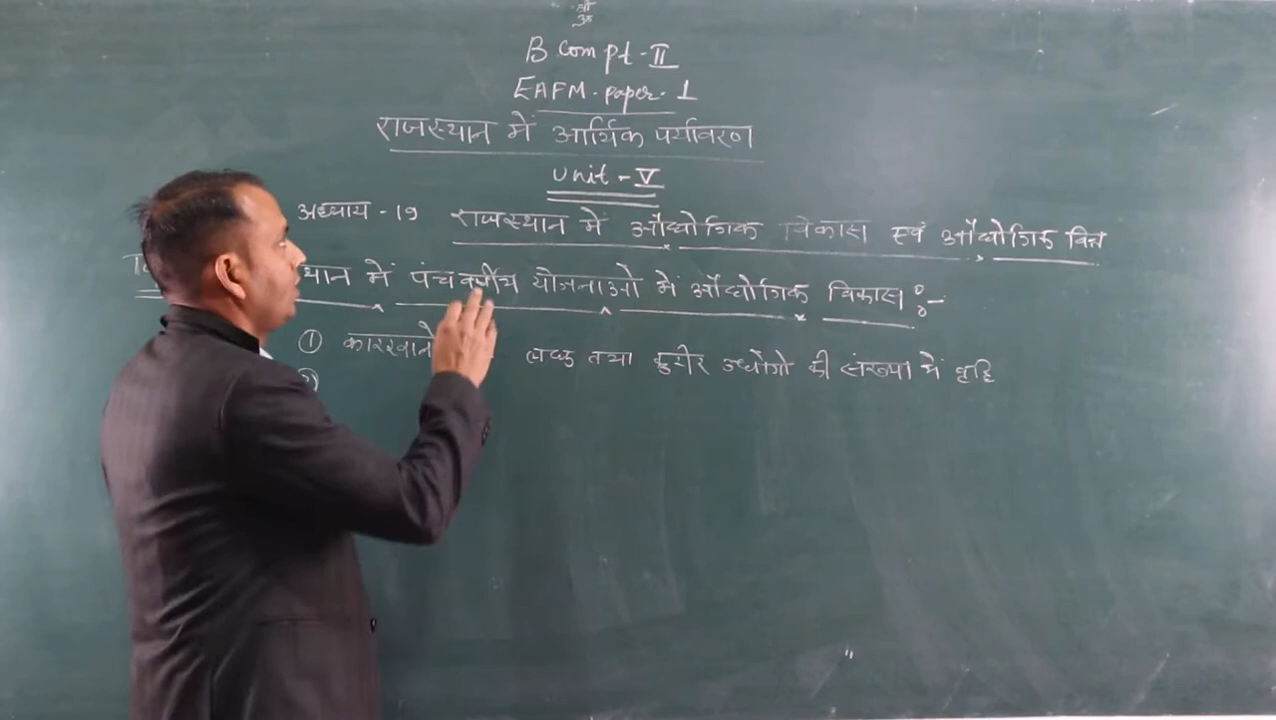 श्री
ॐ
B Com pt - II
EAFM - paper - 1
राजस्थान में आर्थिक पर्यावरण
Unit - V
अध्याय - 19 राजस्थान में औद्योगिक विकास एवं औद्योगिक वित्त
स्थान में पंचवर्षीय योजनाओं में औद्योगिक विकास :-
① कारखाने लघु तथा कुटीर उद्योगों की संख्या में वृद्धि
②